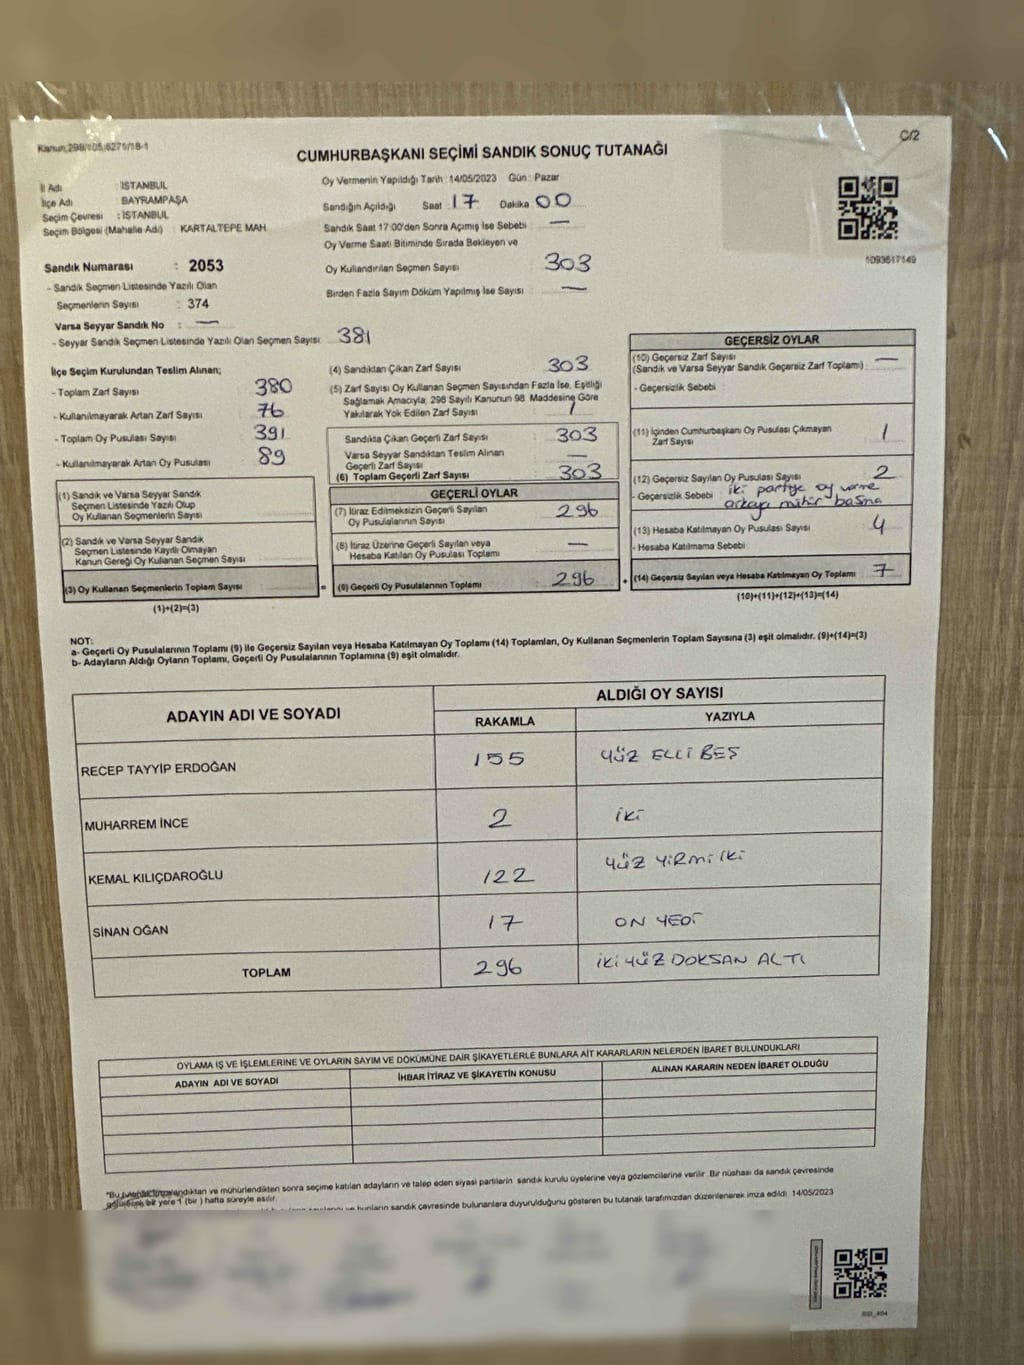 Kanun;298/105,6271/18-1
C/2
CUMHURBAŞKANI SEÇİMİ SANDIK SONUÇ TUTANAĞI
İl Adı : İSTANBUL
İlçe Adı : BAYRAMPAŞA
Seçim Çevresi : İSTANBUL
Seçim Bölgesi (Mahalle Adı) : KARTALTEPE MAH
Sandık Numarası : 2053
- Sandık Seçmen Listesinde Yazılı Olan
Seçmenlerin Sayısı : 374
Varsa Seyyar Sandık No : —
- Seyyar Sandık Seçmen Listesinde Yazılı Olan Seçmen Sayısı 381
Oy Vermenin Yapıldığı Tarih :14/05/2023 Gün : Pazar
Sandığın Açıldığı Saat : 17 Dakika 00
Sandık Saat 17:00'den Sonra Açımış İse Sebebi : —
Oy Verme Saati Bitiminde Sırada Bekleyen ve
Oy Kullandırılan Seçmen Sayısı 303
Birden Fazla Sayım Döküm Yapılmış İse Sayısı : —
1093617149
İlçe Seçim Kurulundan Teslim Alınan;
- Toplam Zarf Sayısı 380
- Kullanılmayarak Artan Zarf Sayısı 76
- Toplam Oy Pusulası Sayısı 391
- Kullanılmayarak Artan Oy Pusulası 89
(1) Sandık ve Varsa Seyyar Sandık
Seçmen Listesinde Yazılı Olup
Oy Kullanan Seçmenlerin Sayısı
(2) Sandık ve Varsa Seyyar Sandık
Seçmen Listesinde Kayıtlı Olmayan
Kanun Gereği Oy Kullanan Seçmen Sayısı
(3) Oy Kullanan Seçmenlerin Toplam Sayısı
(1)+(2)=(3)
(4) Sandıktan Çıkan Zarf Sayısı 303
(5) Zarf Sayısı Oy Kullanan Seçmen Sayısından Fazla İse, Eşitliği
Sağlamak Amacıyla, 298 Sayılı Kanunun 98. Maddesine Göre
Yakılarak Yok Edilen Zarf Sayısı /
Sandıkta Çıkan Geçerli Zarf Sayısı 303
Varsa Seyyar Sandıktan Teslim Alınan
Geçerli Zarf Sayısı —
(6) Toplam Geçerli Zarf Sayısı 303
GEÇERLİ OYLAR
(7) İtiraz Edilmeksizin Geçerli Sayılan
Oy Pusulalarının Sayısı 296
(8) İtiraz Üzerine Geçerli Sayılan veya
Hesaba Katılan Oy Pusulası Toplamı —
= (9) Geçerli Oy Pusulalarının Toplamı 296
GEÇERSİZ OYLAR
(10) Geçersiz Zarf Sayısı
(Sandık ve Varsa Seyyar Sandık Geçersiz Zarf Toplamı) : —
- Geçersizlik Sebebi :
(11) İçinden Cumhurbaşkanı Oy Pusulası Çıkmayan
Zarf Sayısı 1
(12) Geçersiz Sayılan Oy Pusulası Sayısı 2
- Geçersizlik Sebebi : iki partiye oy verme
arkaya mühür basma
(13) Hesaba Katılmayan Oy Pusulası Sayısı 4
- Hesaba Katılmama Sebebi
+ (14) Geçersiz Sayılan veya Hesaba Katılmayan Oy Toplamı 7
(10)+(11)+(12)+(13)=(14)
NOT:
a- Geçerli Oy Pusulalarının Toplamı (9) ile Geçersiz Sayılan veya Hesaba Katılmayan Oy Toplamı (14) Toplamları, Oy Kullanan Seçmenlerin Toplam Sayısına (3) eşit olmalıdır. (9)+(14)=(3)
b- Adayların Aldığı Oyların Toplamı, Geçerli Oy Pusulalarının Toplamına (9) eşit olmalıdır.
ADAYIN ADI VE SOYADI
ALDIĞI OY SAYISI
RAKAMLA YAZIYLA
RECEP TAYYİP ERDOĞAN 155 YÜZ ELLİ BEŞ
MUHARREM İNCE 2 İKİ
KEMAL KILIÇDAROĞLU 122 YÜZ YİRMİ İKİ
SİNAN OĞAN 17 ON YEDİ
TOPLAM 296 İKİ YÜZ DOKSAN ALTI
OYLAMA İŞ VE İŞLEMLERİNE VE OYLARIN SAYIM VE DÖKÜMÜNE DAİR ŞİKAYETLERLE BUNLARA AİT KARARLARIN NELERDEN İBARET BULUNDUKLARI
ADAYIN ADI VE SOYADI İHBAR İTİRAZ VE ŞİKAYETİN KONUSU ALINAN KARARIN NEDEN İBARET OLDUĞU
sonra seçime katılan adayların ve talep eden siyasi partilerin sandık kurulu üyelerine veya gözlemcilerine verilir .Bir nüshası da sandık çevresinde
bir yere 1 (bir ) hafta süreyle asılır.
ve bunların sandık çevresinde bulunanlara duyurulduğunu gösteren bu tutanak tarafımızdan düzenlenerek imza edildi. 14/05/2023